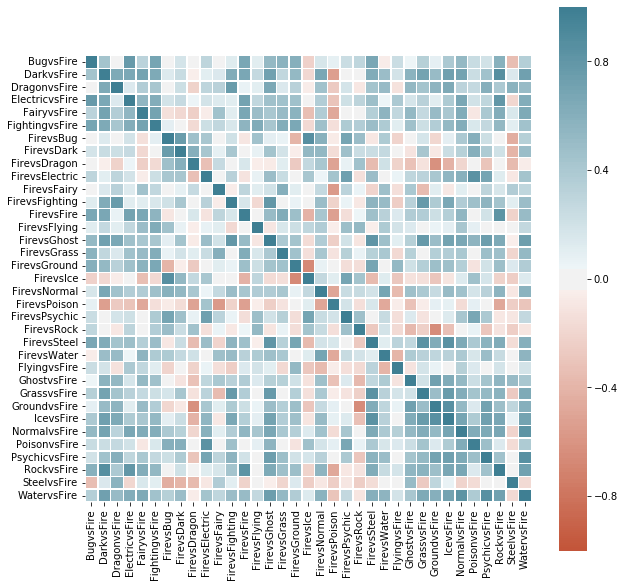 BugvsFire
DarkvsFire
DragonvsFire
ElectricvsFire
FairyvsFire
FightingvsFire
FirevsBug
FirevsDark
FirevsDragon
FirevsElectric
FirevsFairy
FirevsFighting
FirevsFire
FirevsFlying
FirevsGhost
FirevsGrass
FirevsGround
FirevsIce
FirevsNormal
FirevsPoison
FirevsPsychic
FirevsRock
FirevsSteel
FirevsWater
FlyingvsFire
GhostvsFire
GrassvsFire
GroundvsFire
IcevsFire
NormalvsFire
PoisonvsFire
PsychicvsFire
RockvsFire
SteelvsFire
WatervsFire
BugvsFire
DarkvsFire
DragonvsFire
ElectricvsFire
FairyvsFire
FightingvsFire
FirevsBug
FirevsDark
FirevsDragon
FirevsElectric
FirevsFairy
FirevsFighting
FirevsFire
FirevsFlying
FirevsGhost
FirevsGrass
FirevsGround
FirevsIce
FirevsNormal
FirevsPoison
FirevsPsychic
FirevsRock
FirevsSteel
FirevsWater
FlyingvsFire
GhostvsFire
GrassvsFire
GroundvsFire
IcevsFire
NormalvsFire
PoisonvsFire
PsychicvsFire
RockvsFire
SteelvsFire
WatervsFire
0.8
0.4
0.0
−0.4
−0.8